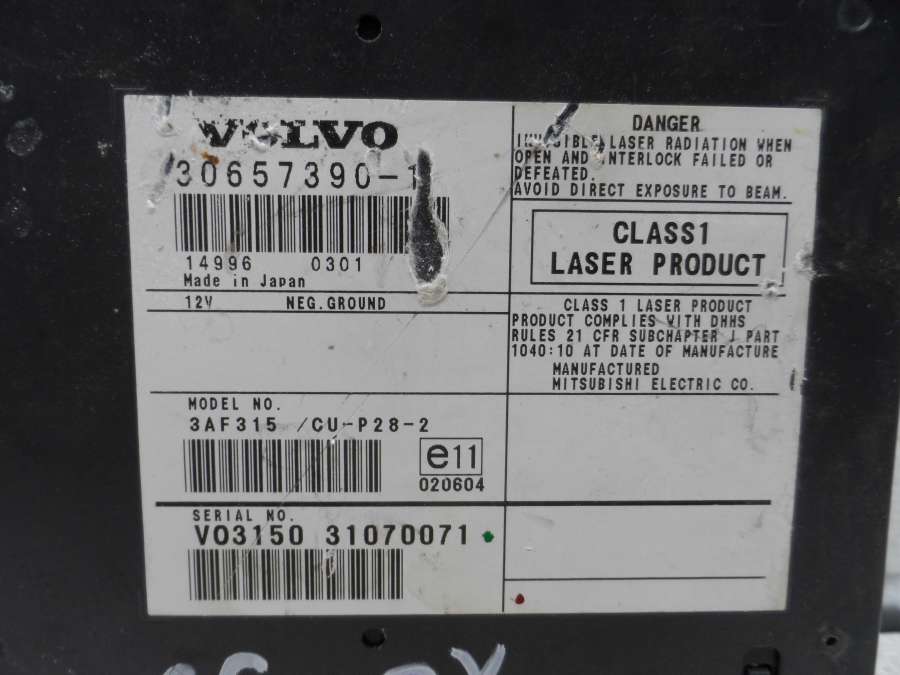 VOLVO
30657390-1
14996 0301
Made in Japan
12V NEG.GROUND
MODEL NO.
3AF315 /CU-P28-2
e11
020604
SERIAL NO.
VO3150 31070071
DANGER
INVISIBLE LASER RADIATION WHEN
OPEN AND INTERLOCK FAILED OR
DEFEATED.
AVOID DIRECT EXPOSURE TO BEAM.
CLASS1
LASER PRODUCT
CLASS 1 LASER PRODUCT
PRODUCT COMPLIES WITH DHHS
RULES 21 CFR SUBCHAPTER J PART
1040:10 AT DATE OF MANUFACTURE
MANUFACTURED
MITSUBISHI ELECTRIC CO.